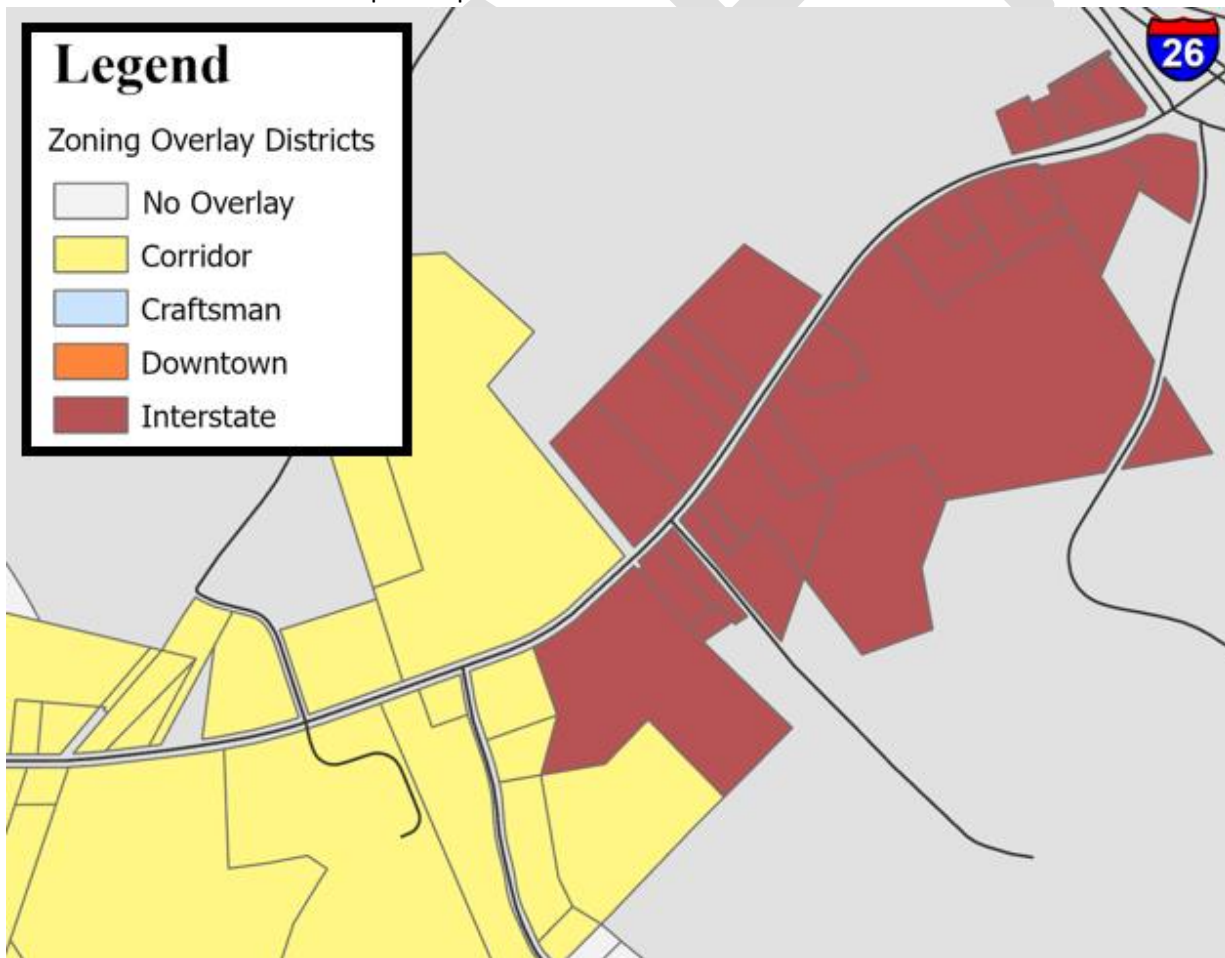 Legend
Zoning Overlay Districts
No Overlay
Corridor
Craftsman
Downtown
Interstate
26